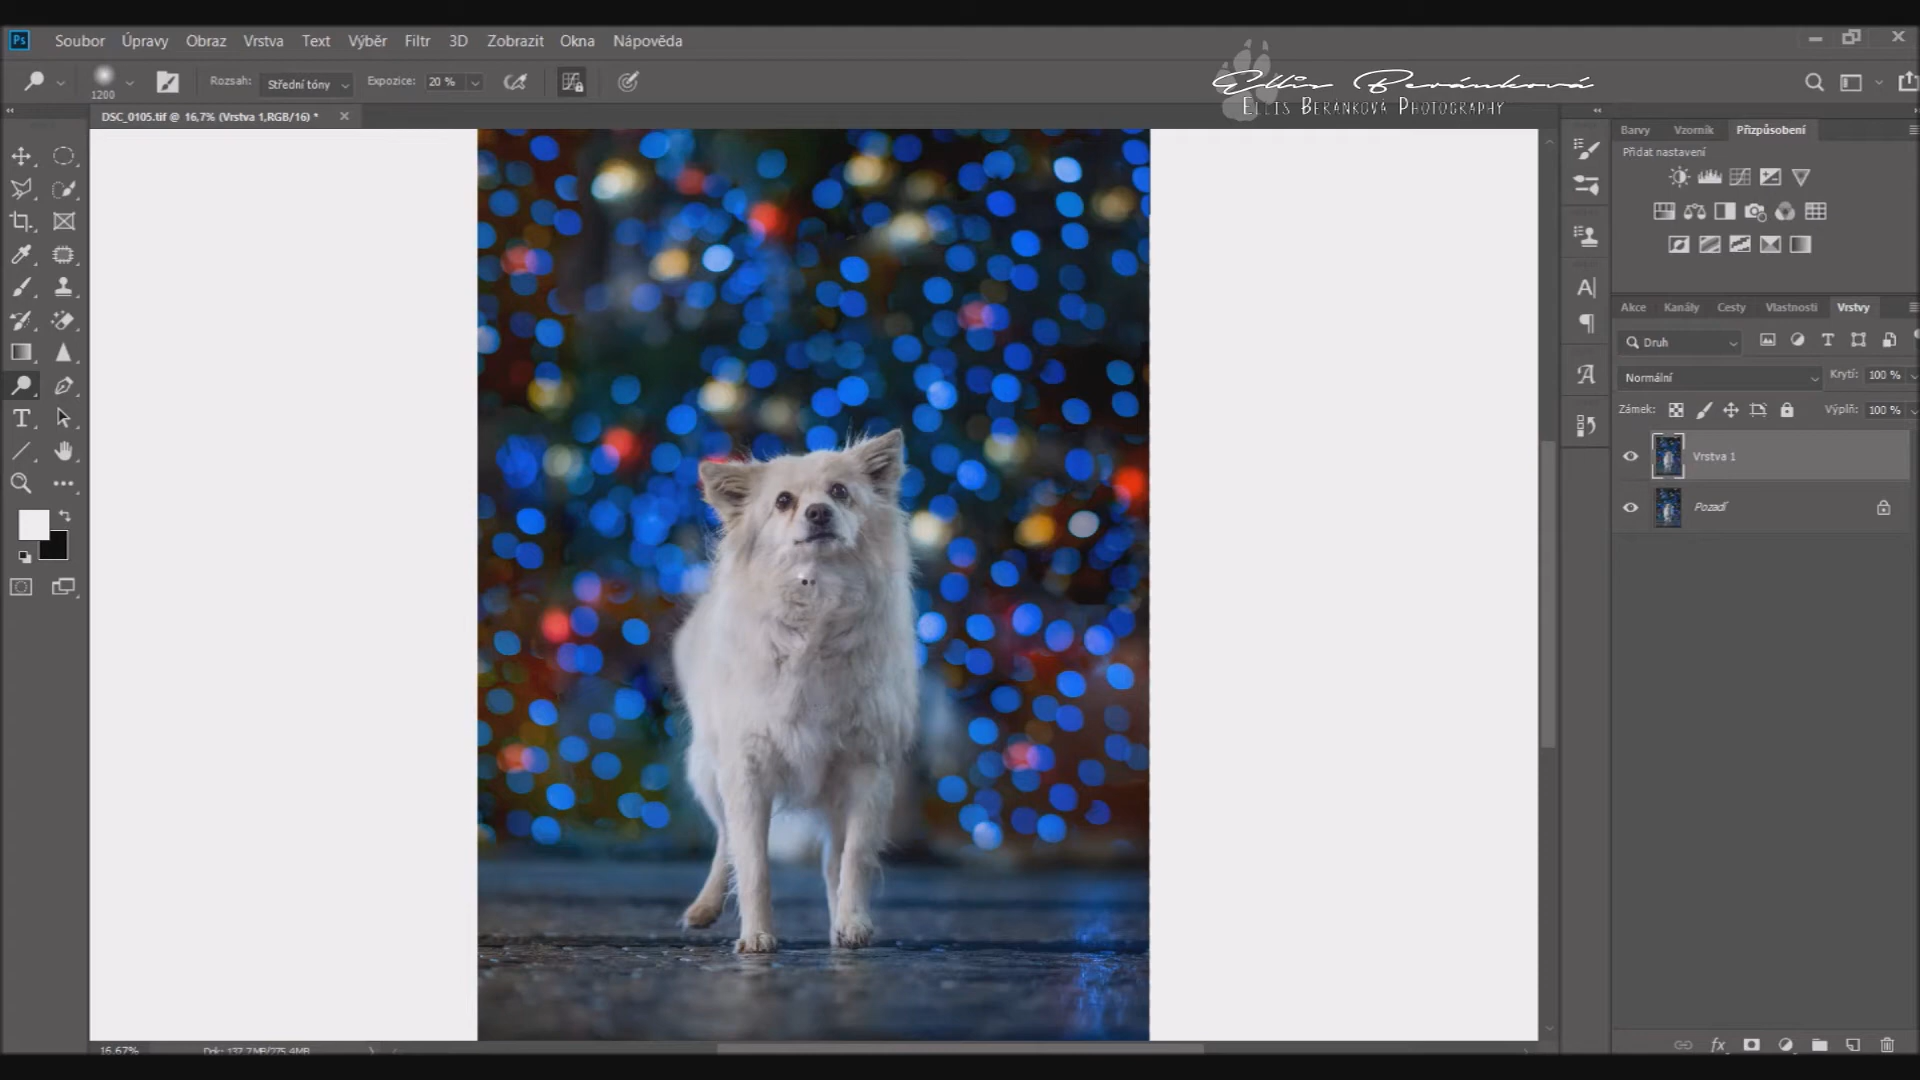 Ps Soubor Úpravy Obraz Vrstva Text Výběr Filtr 3D Zobrazit Okna Nápověda
1200 Rozsah: Střední tóny Expozice: 20 %
Ellis Beránková
Ellis Beránková Photography
DSC_0105.tif @ 16,7% (Vrstva 1,RGB/16) *
Barvy Vzorník Přizpůsobení
Přidat nastavení
Akce Kanály Cesty Vlastnosti Vrstvy
Druh
Normální Krytí: 100 %
Zámek: Výplň: 100 %
Vrstva 1
Pozadí
16,67% Dok: 137,7MB/275,4MB